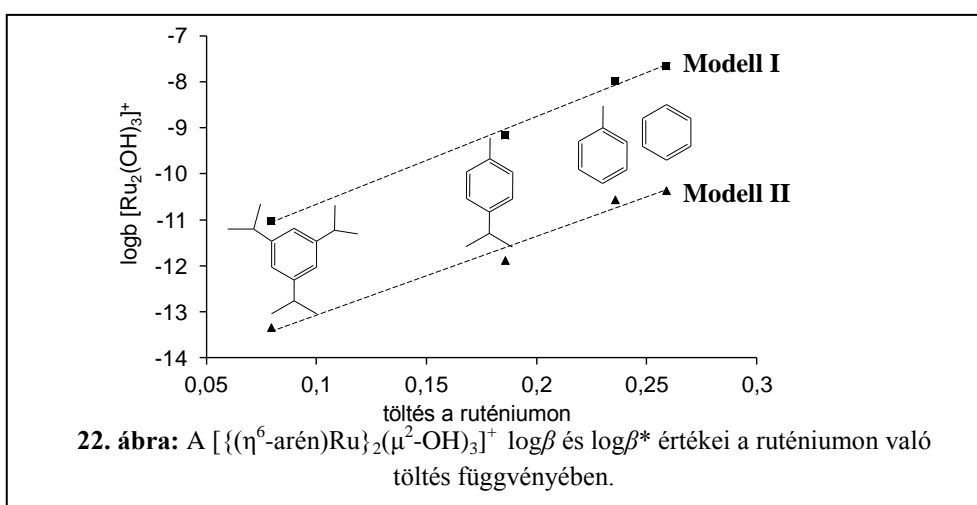 -7
-8
-9
-10
-11
-12
-13
-14
logb [Ru₂(OH)₃]⁺
Modell I
Modell II
0,05 0,1 0,15 0,2 0,25 0,3
töltés a ruténiumon
22. ábra: A [{(η⁶-arén)Ru}₂(μ²-OH)₃]⁺ logβ és logβ* értékei a ruténiumon való
töltés függvényében.